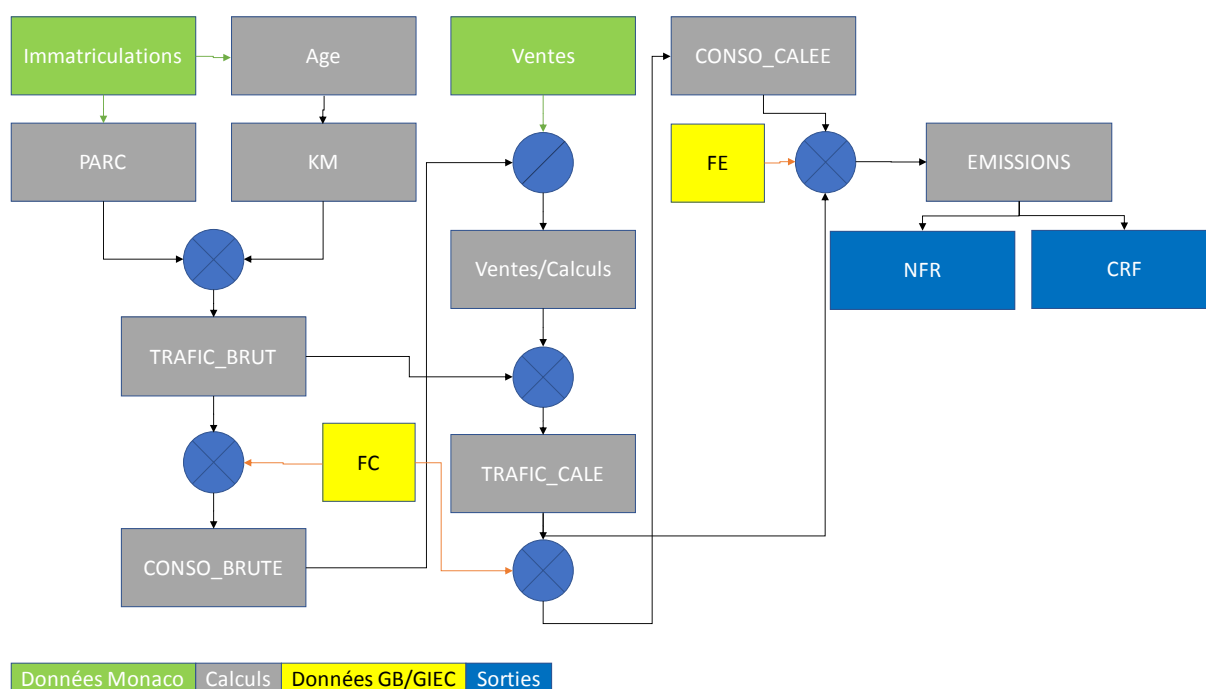 Immatriculations
Age
Ventes
CONSO_CALEE
PARC
KM
FE
EMISSIONS
Ventes/Calculs
NFR
CRF
TRAFIC_BRUT
FC
TRAFIC_CALE
CONSO_BRUTE
Données Monaco Calculs Données GB/GIEC Sorties